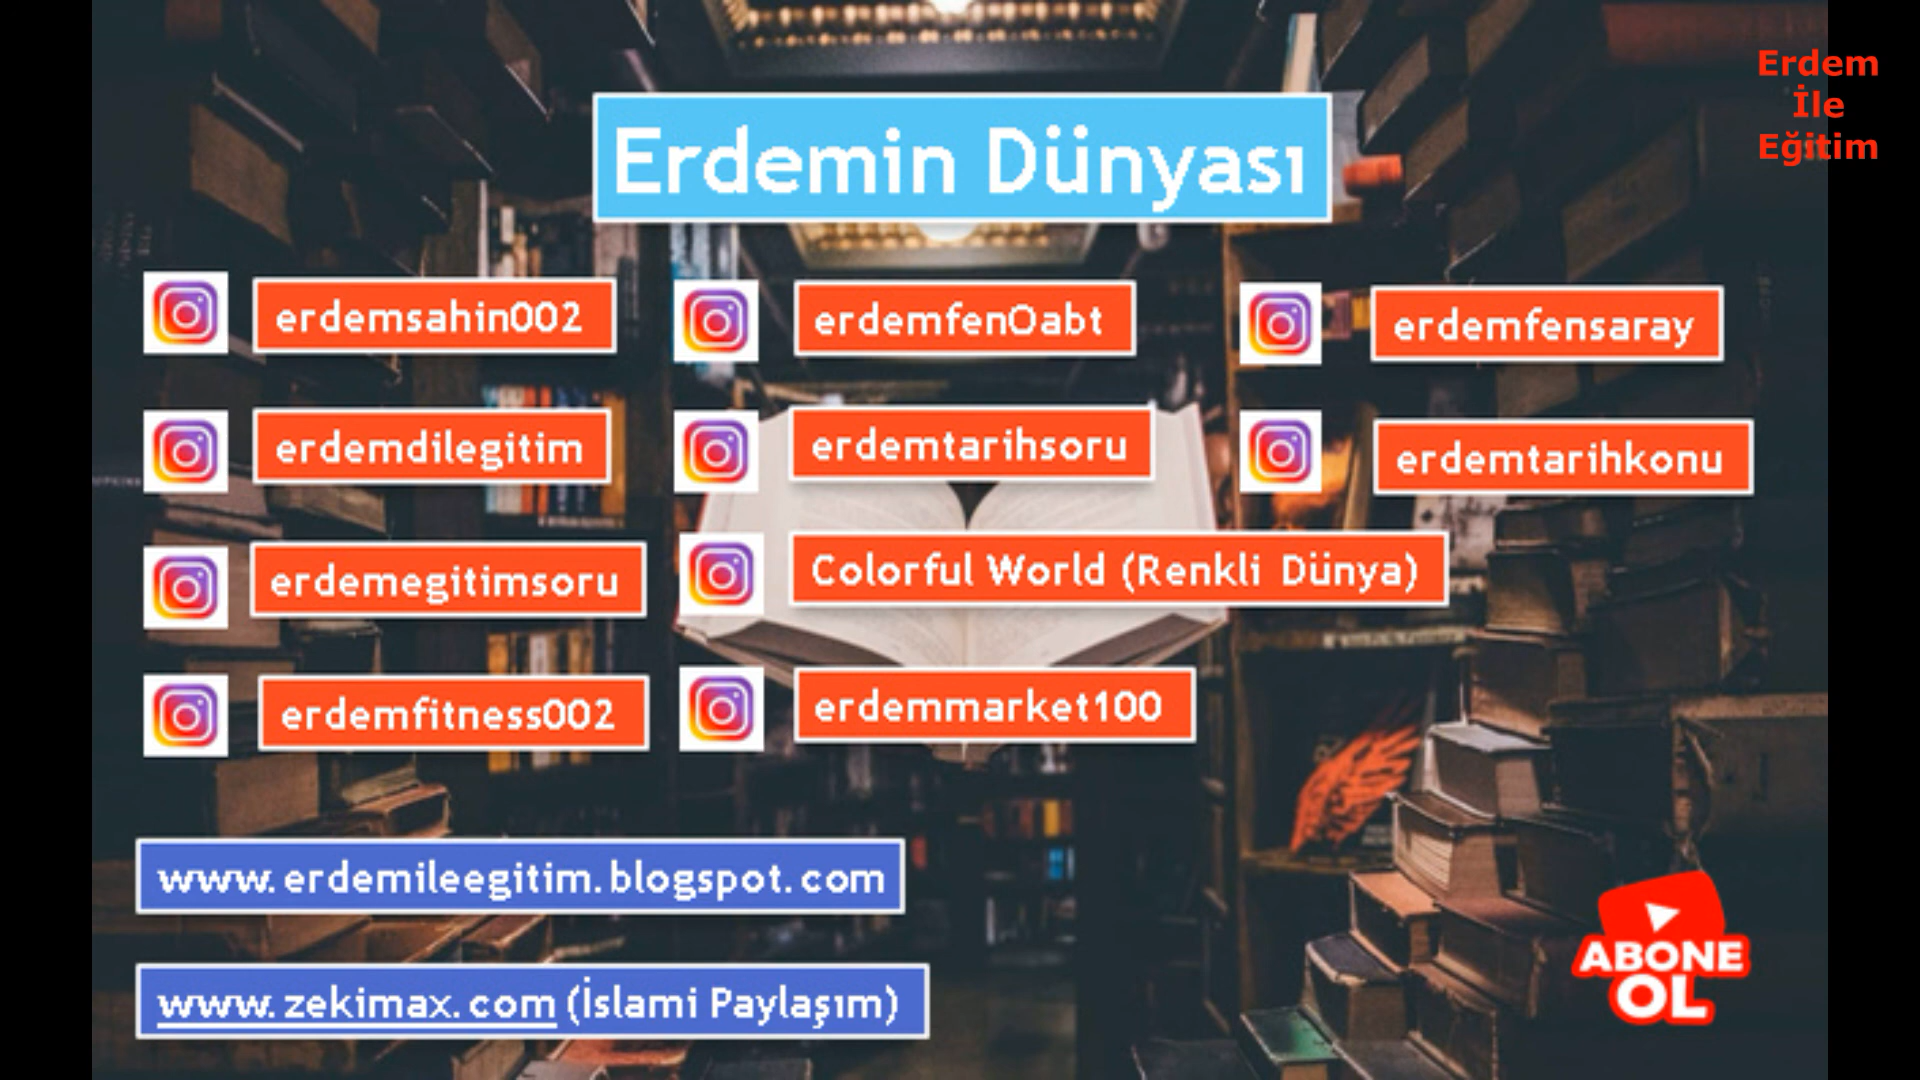 Erdem
İle
Eğitim
Erdemin Dünyası
erdemsahin002
erdemfen0abt
erdemfensaray
erdemdilegitim
erdemtarihsoru
erdemtarihkonu
erdemegitimsoru
Colorful World (Renkli Dünya)
erdemfitness002
erdemmarket100
www.erdemileegitim.blogspot.com
www.zekimax.com (İslami Paylaşım)
ABONE
OL